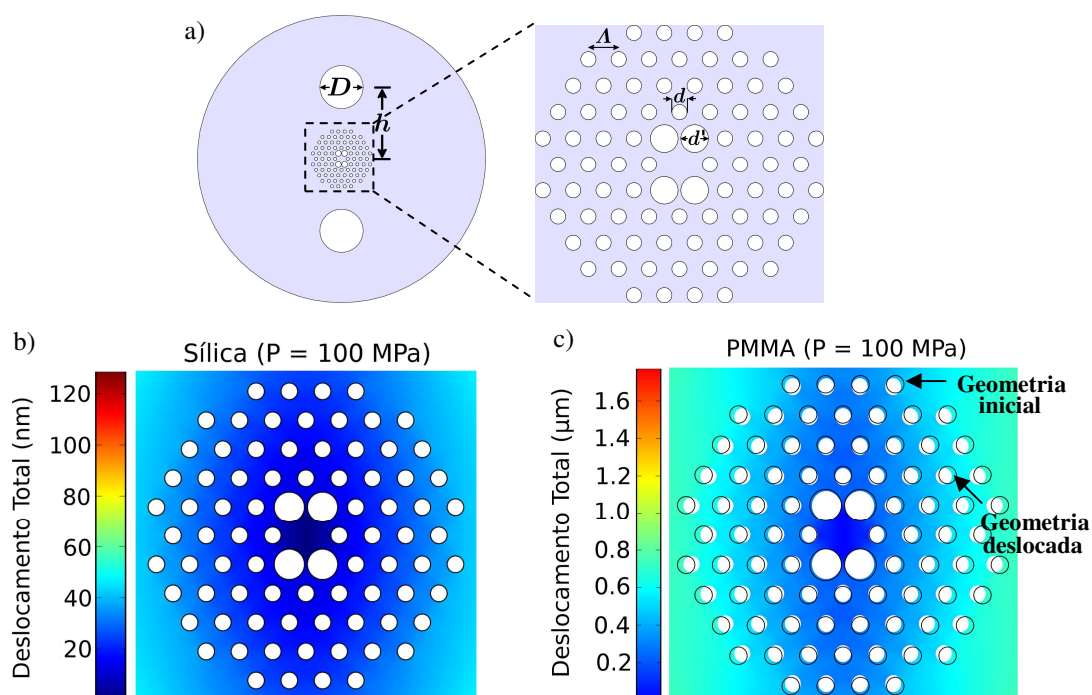 a)
D
h
Λ
d
d'
b)
Sílica (P = 100 MPa)
Deslocamento Total (nm)
120
100
80
60
40
20
c)
PMMA (P = 100 MPa)
Deslocamento Total (μm)
1.6
1.4
1.2
1.0
0.8
0.6
0.4
0.2
Geometria
inicial
Geometria
deslocada